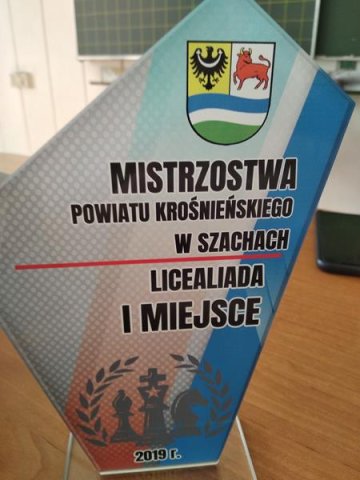 MISTRZOSTWA
POWIATU KROŚNIEŃSKIEGO
W SZACHACH
LICEALIADA
I MIEJSCE
2019 r.